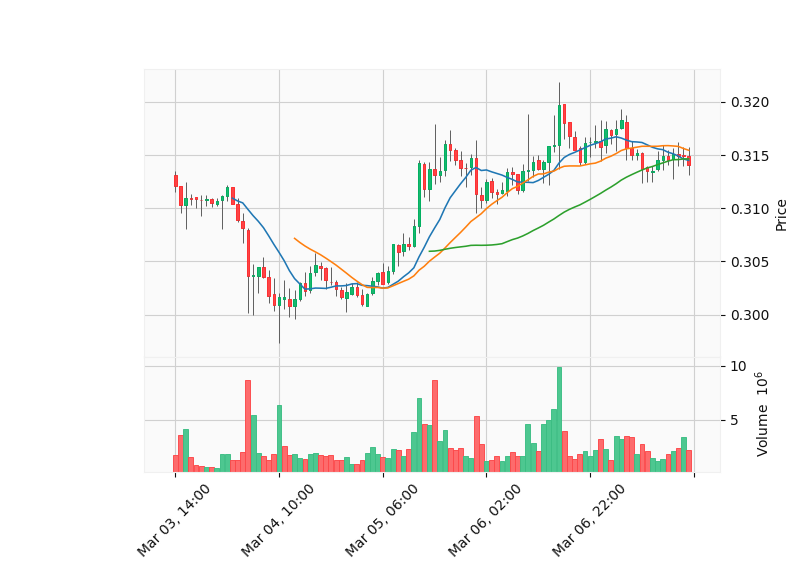 0.320
0.315
0.310
0.305
0.300
Price
10
5
Volume 10^6
Mar 03, 14:00
Mar 04, 10:00
Mar 05, 06:00
Mar 06, 02:00
Mar 06, 22:00